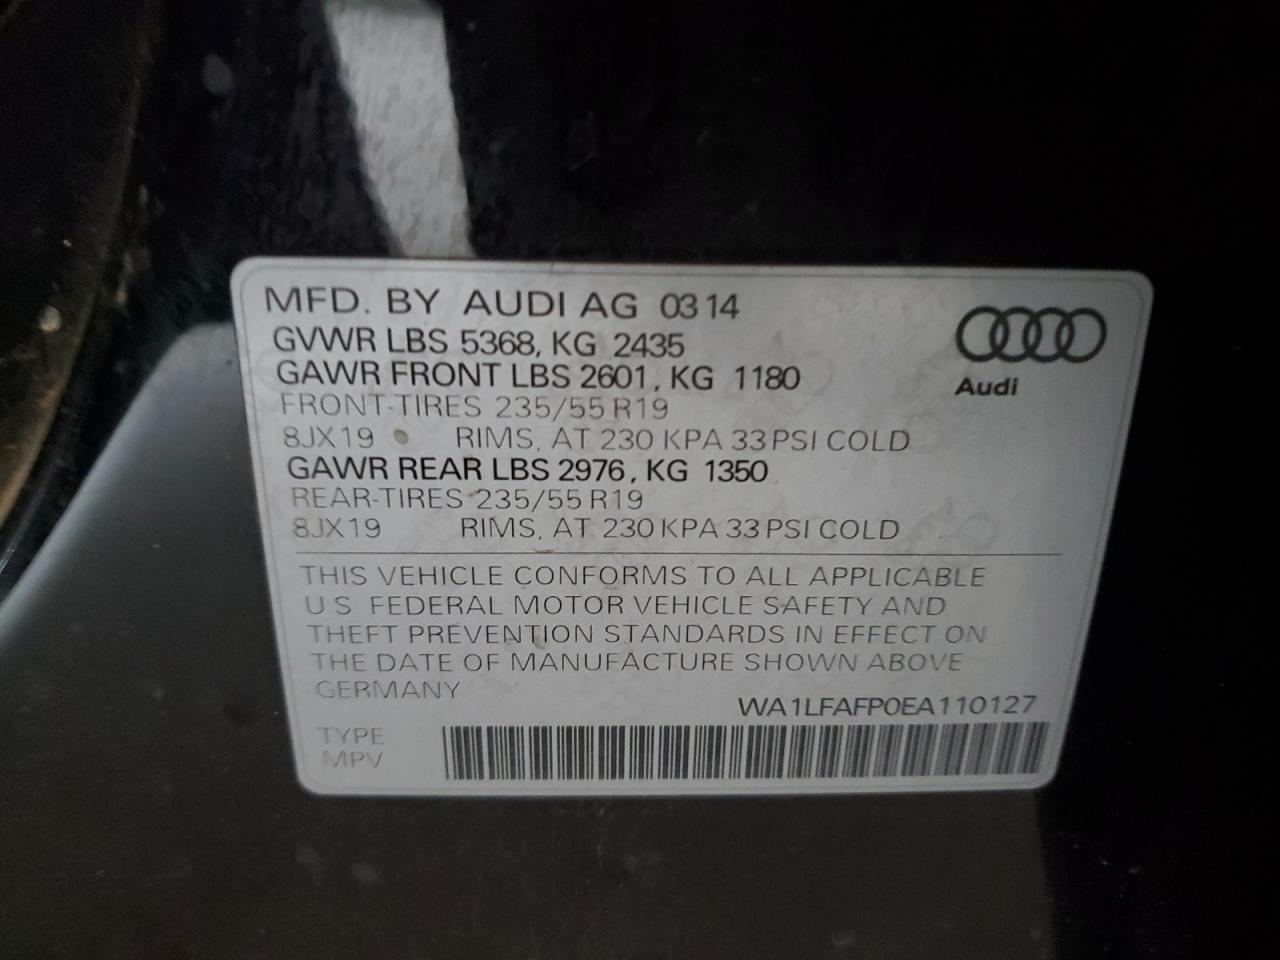 MFD. BY AUDI AG 0314
GVWR LBS 5368, KG 2435
GAWR FRONT LBS 2601, KG 1180
FRONT-TIRES 235/55 R19
8JX19 RIMS, AT 230 KPA 33 PSI COLD
GAWR REAR LBS 2976, KG 1350
REAR-TIRES 235/55 R19
8JX19 RIMS, AT 230 KPA 33 PSI COLD
Audi
THIS VEHICLE CONFORMS TO ALL APPLICABLE
U.S. FEDERAL MOTOR VEHICLE SAFETY AND
THEFT PREVENTION STANDARDS IN EFFECT ON
THE DATE OF MANUFACTURE SHOWN ABOVE
GERMANY
WA1LFAFP0EA110127
TYPE
MPV